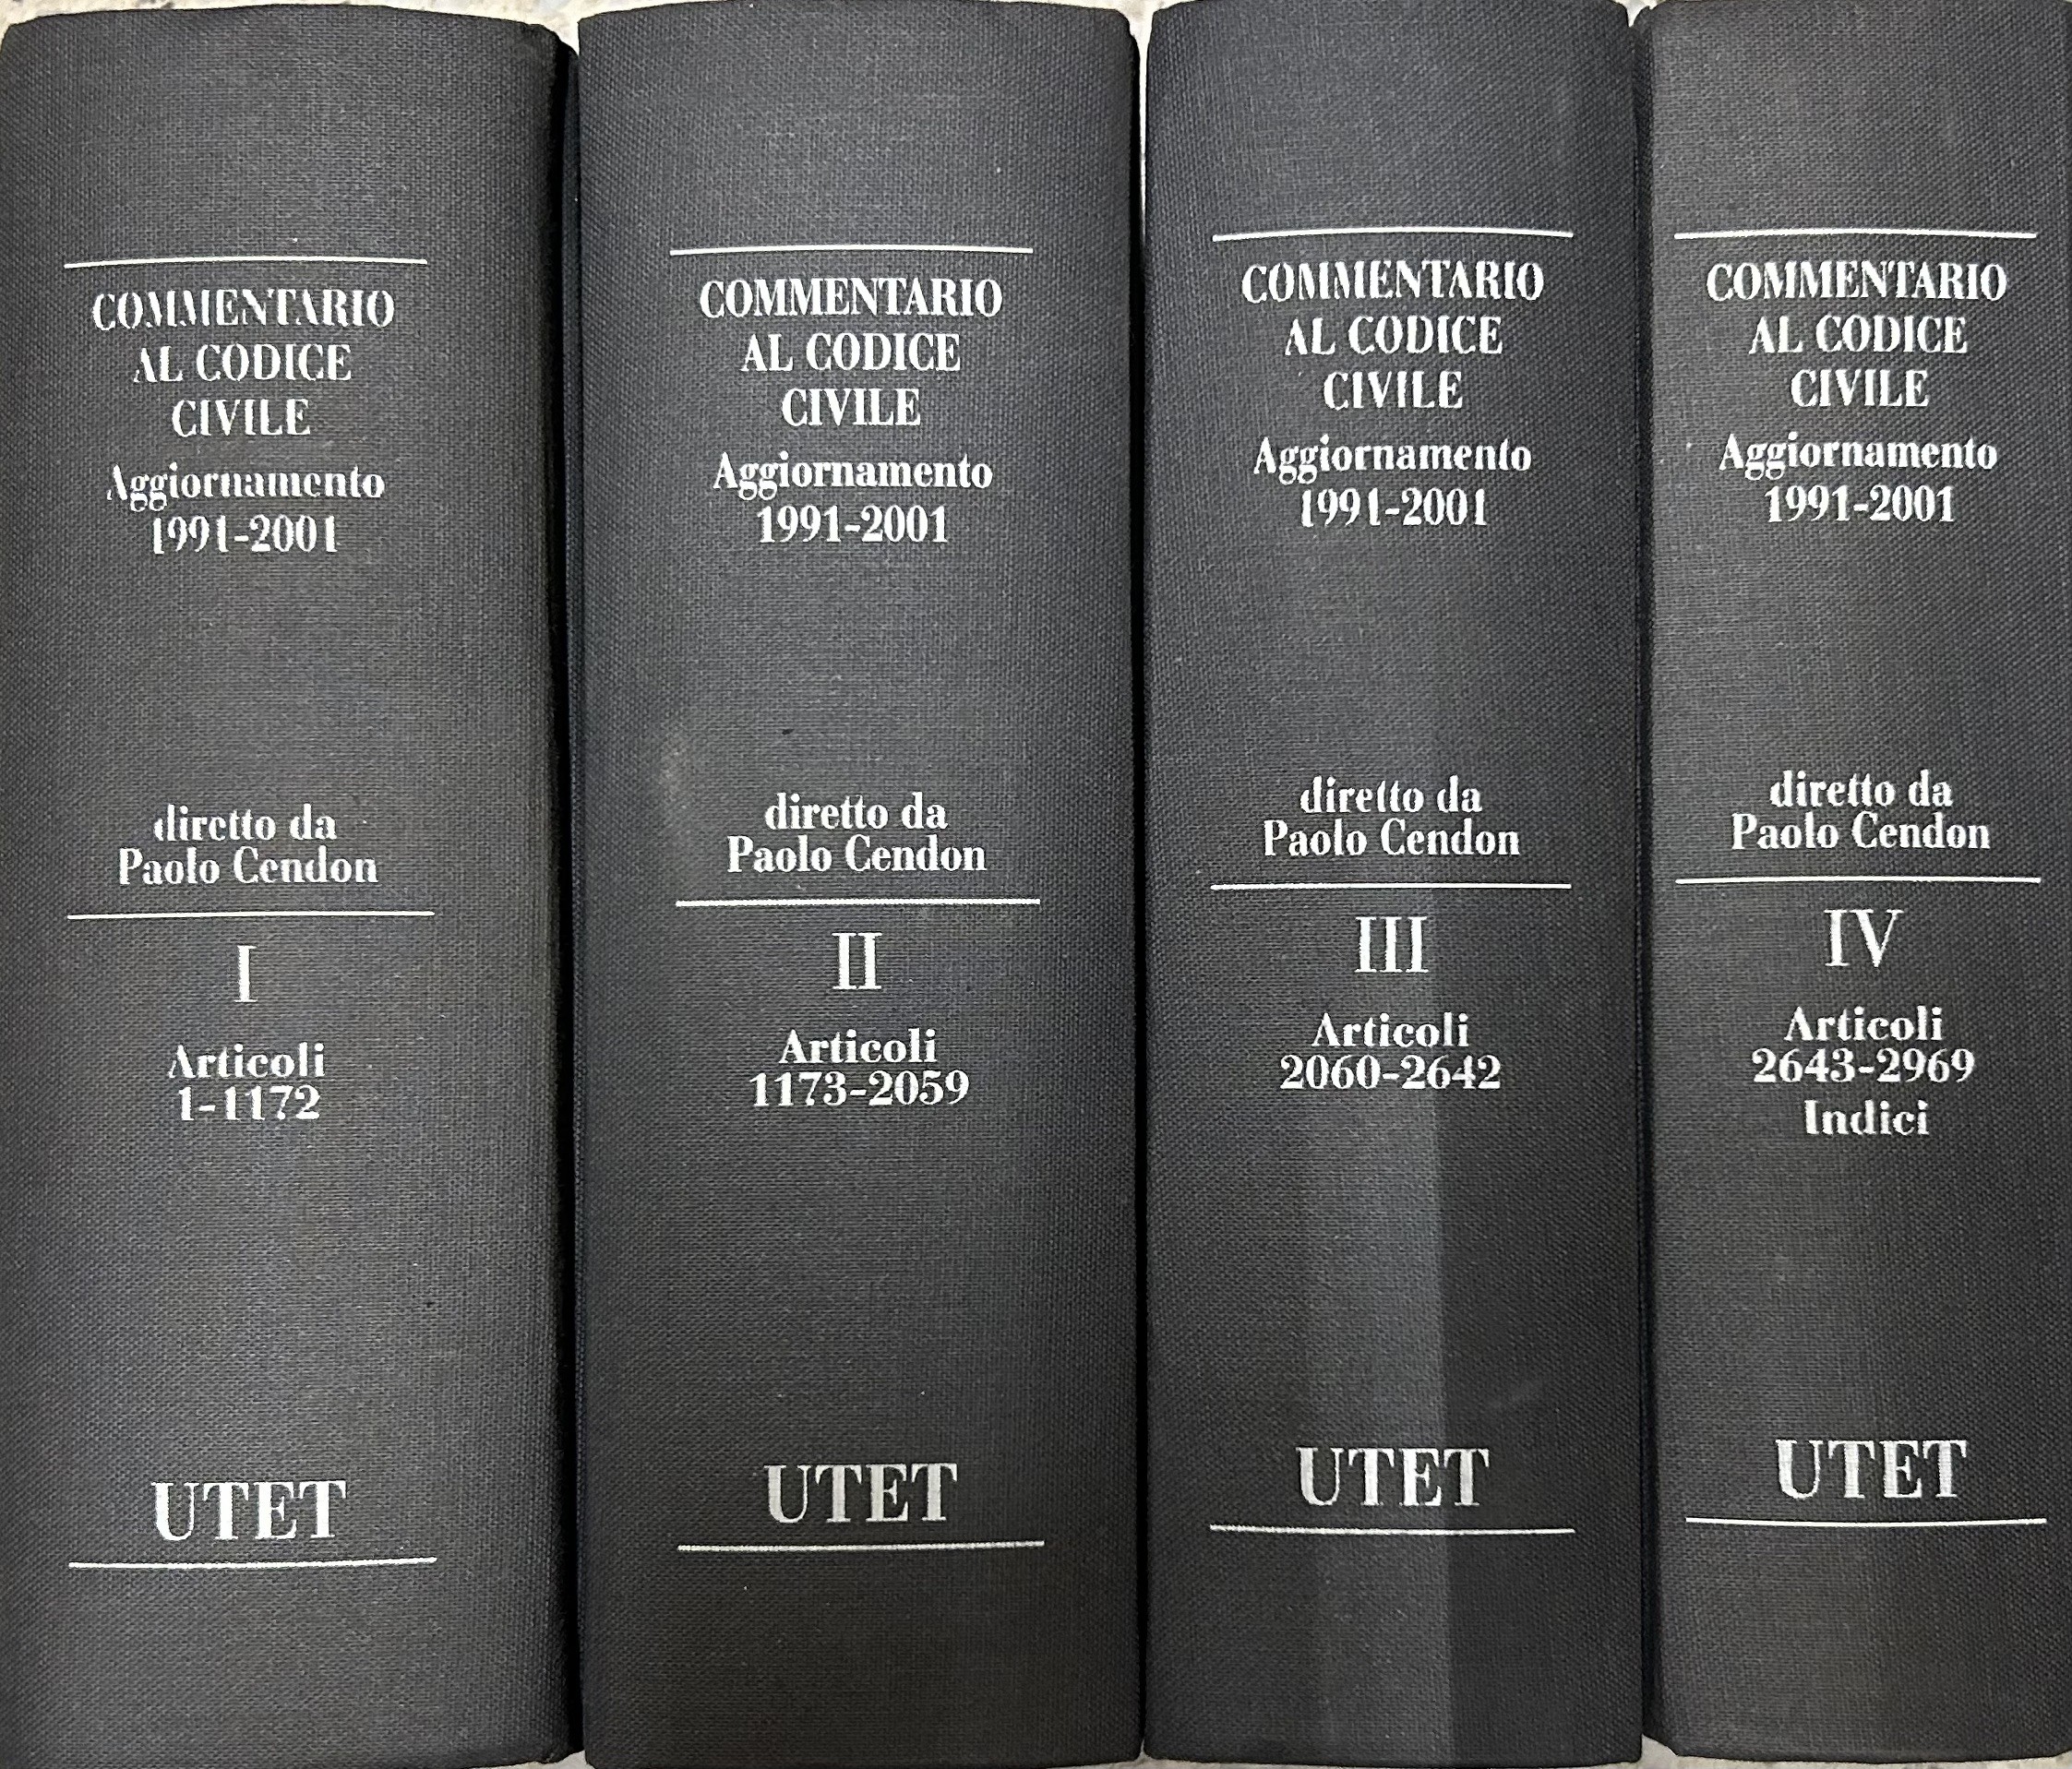 COMMENTARIO
AL CODICE
CIVILE
Aggiornamento
1991-2001
diretto da
Paolo Cendon
I
Articoli
1-1172
UTET
COMMENTARIO
AL CODICE
CIVILE
Aggiornamento
1991-2001
diretto da
Paolo Cendon
II
Articoli
1173-2059
UTET
COMMENTARIO
AL CODICE
CIVILE
Aggiornamento
1991-2001
diretto da
Paolo Cendon
III
Articoli
2060-2642
UTET
COMMENTARIO
AL CODICE
CIVILE
Aggiornamento
1991-2001
diretto da
Paolo Cendon
IV
Articoli
2643-2969
Indici
UTET